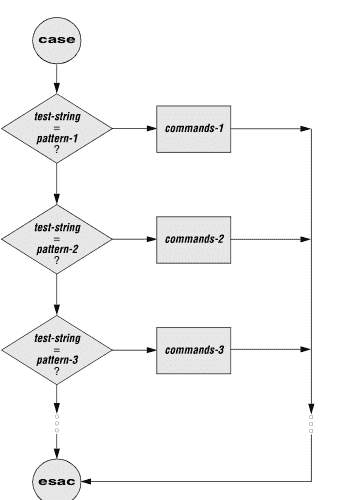 case
test-string
=
pattern-1
?
commands-1
test-string
=
pattern-2
?
commands-2
test-string
=
pattern-3
?
commands-3
esac